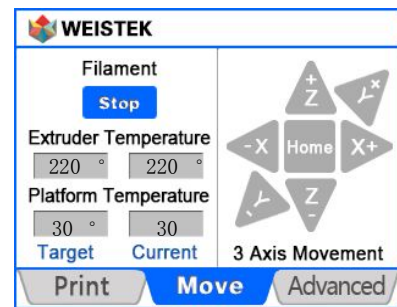 WEISTEK
Filament
Stop
Extruder Temperature
220 ° 220 °
Platform Temperature
30 ° 30
Target Current
+
Z
Y+
-X Home X+
-Y
Z
-
3 Axis Movement
Print Move Advanced